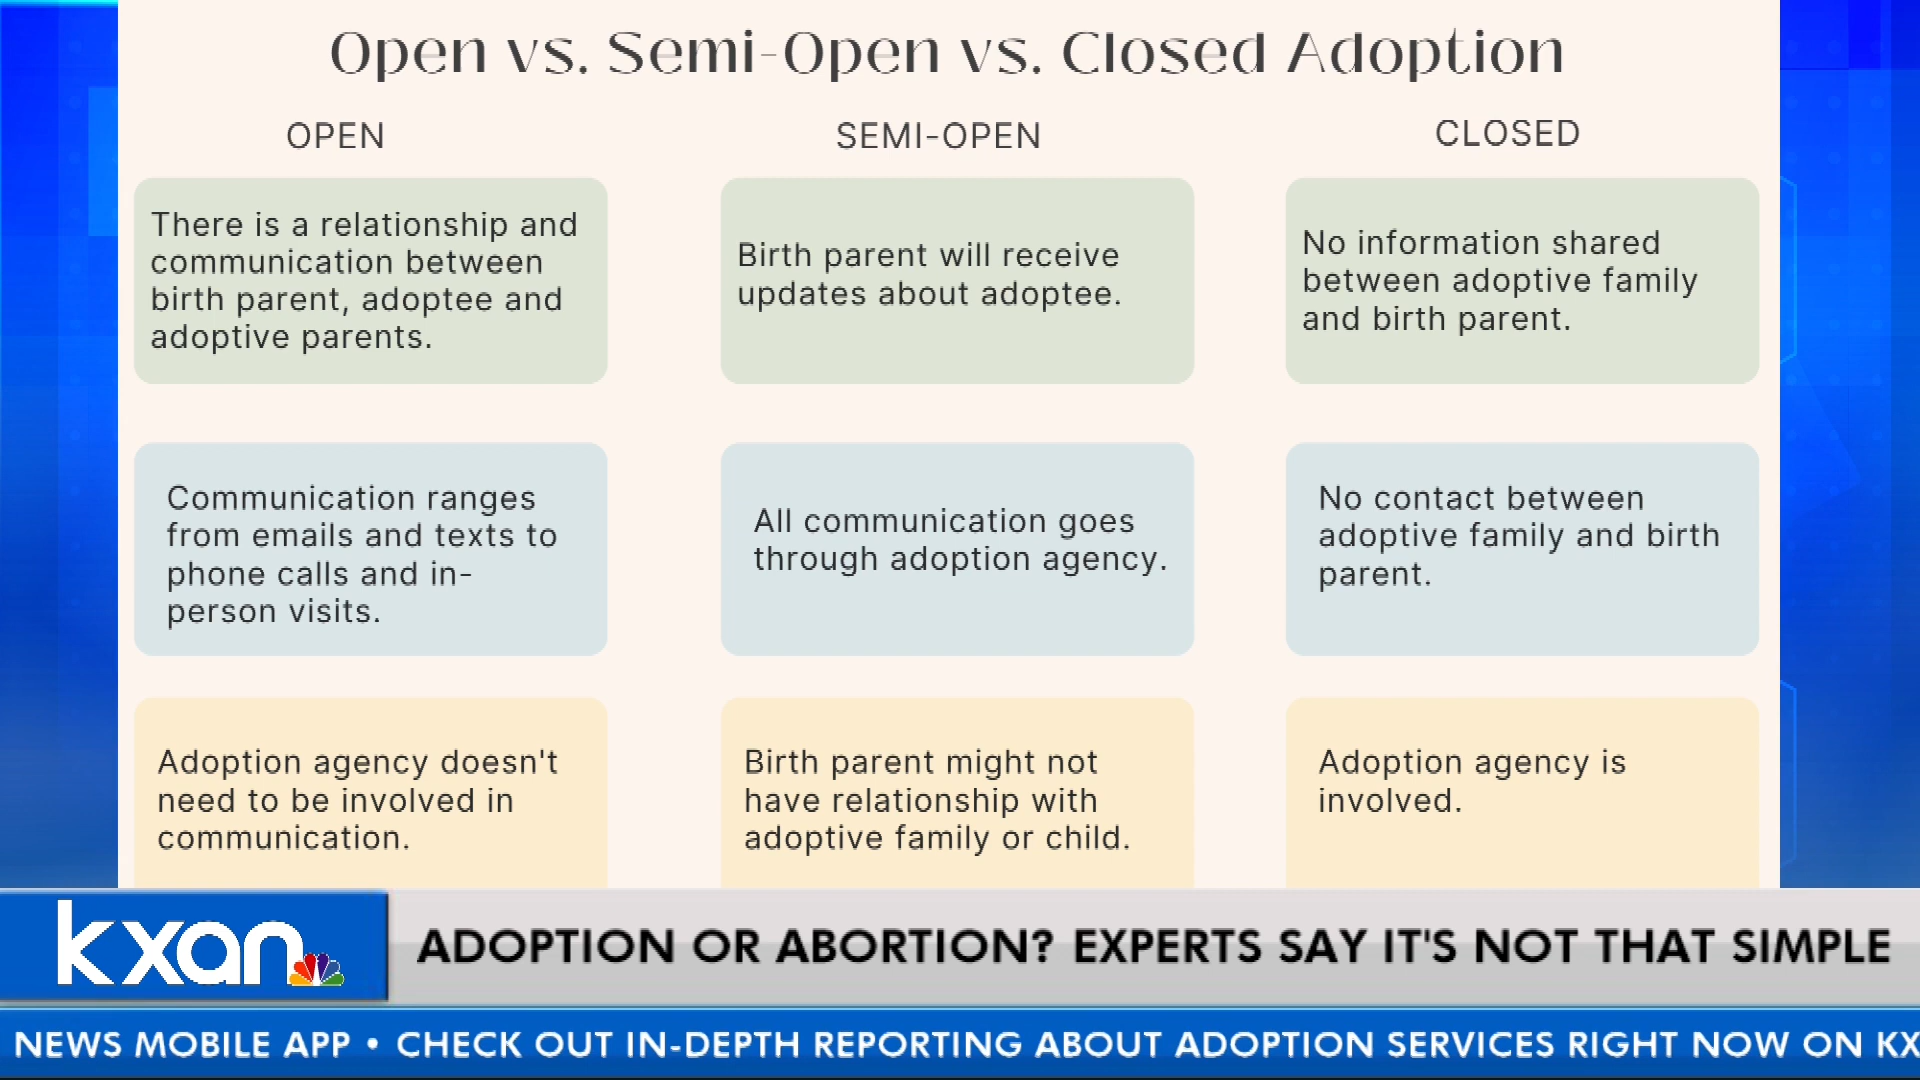 Open vs. Semi-Open vs. Closed Adoption
OPEN
There is a relationship and
communication between
birth parent, adoptee and
adoptive parents.
Communication ranges
from emails and texts to
phone calls and in-
person visits.
Adoption agency doesn't
need to be involved in
communication.
SEMI-OPEN
Birth parent will receive
updates about adoptee.
All communication goes
through adoption agency.
Birth parent might not
have relationship with
adoptive family or child.
CLOSED
No information shared
between adoptive family
and birth parent.
No contact between
adoptive family and birth
parent.
Adoption agency is
involved.
kxan
ADOPTION OR ABORTION? EXPERTS SAY IT'S NOT THAT SIMPLE
NEWS MOBILE APP • CHECK OUT IN-DEPTH REPORTING ABOUT ADOPTION SERVICES RIGHT NOW ON KX